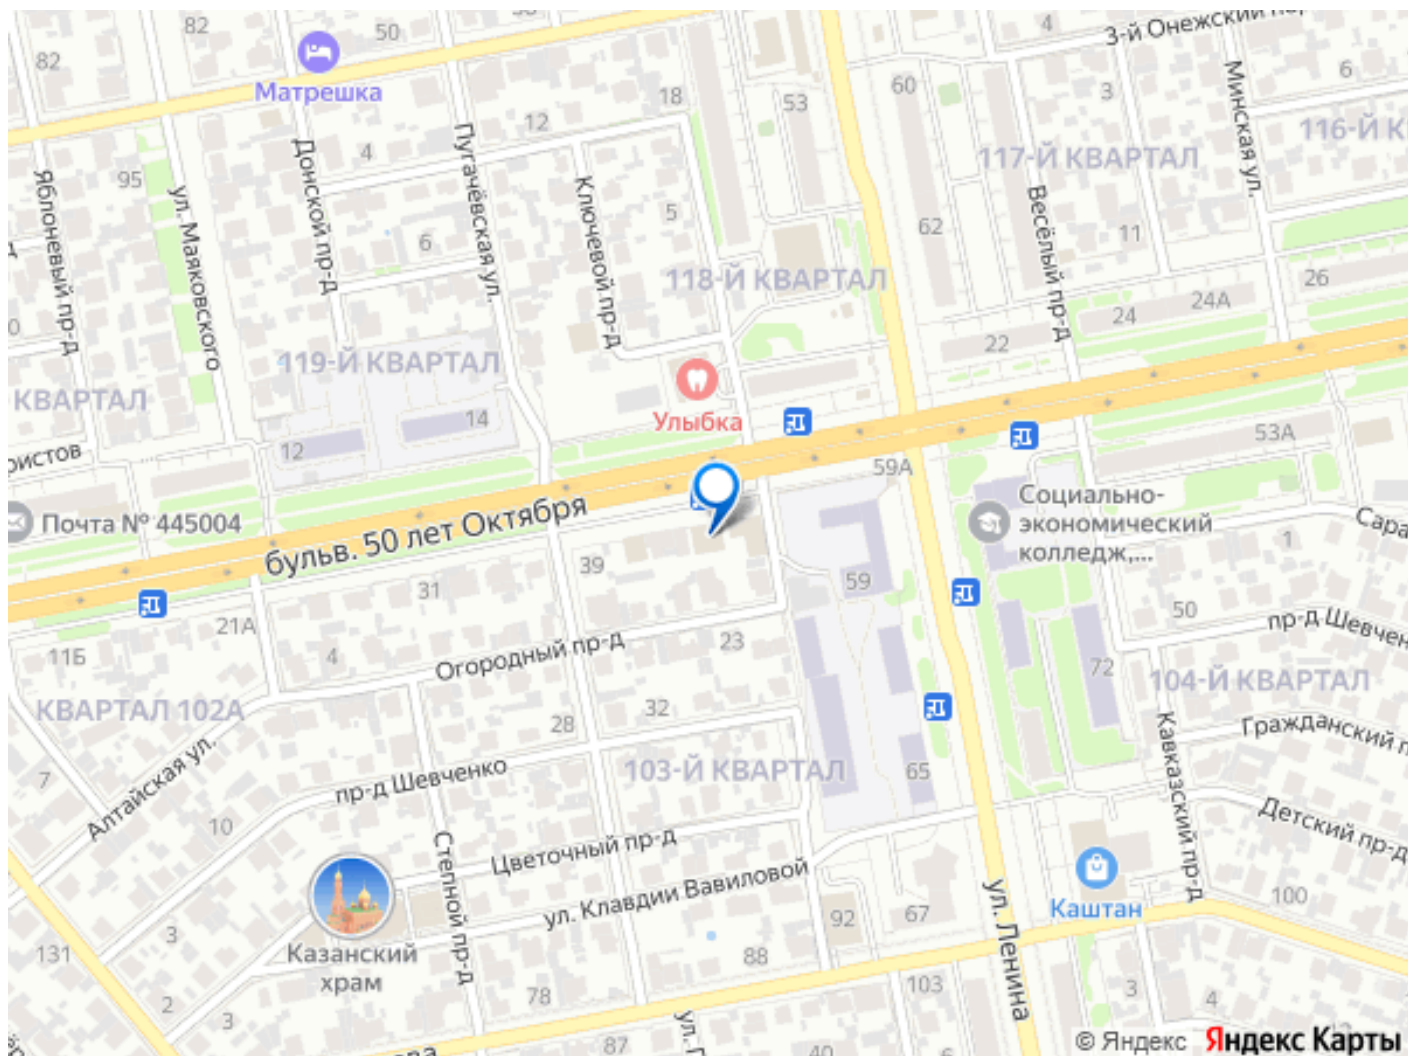 82
50
53
4
3-й Онежский
82
Матрешка
60
Минская ул.
6
18
53
3
12
116-Й К
4
117-Й КВАРТАЛ
Донской пр-д
Пугачёвская ул.
95
Яблоневый пр-д
ул. Маяковского
Ключевой пр-д
5
62
Весёлый пр-д
11
6
118-Й КВАРТАЛ
26
24А
24
22
119-Й КВАРТАЛ
КВАРТАЛ
Улыбка
14
12
53А
59А
Социально-
экономический
колледж,...
Почта № 445004
бульв. 50 лет Октября
Сара
1
39
59
31
50
пр-д Шевчен
21А
11Б
4
Огородный пр-д
23
72
104-Й КВАРТАЛ
КВАРТАЛ 102А
32
28
Гражданский п
Алтайская ул.
7
пр-д Шевченко
103-Й КВАРТАЛ
65
Кавказский пр-д
10
Детский пр-д
Цветочный пр-д
Степной пр-д
ул. Клавдии Вавиловой
ул. Ленина
100
Каштан
92
67
3
131
Казанский
храм
88
103
2
3
78
3
4
87
40
© Яндекс Яндекс Карты